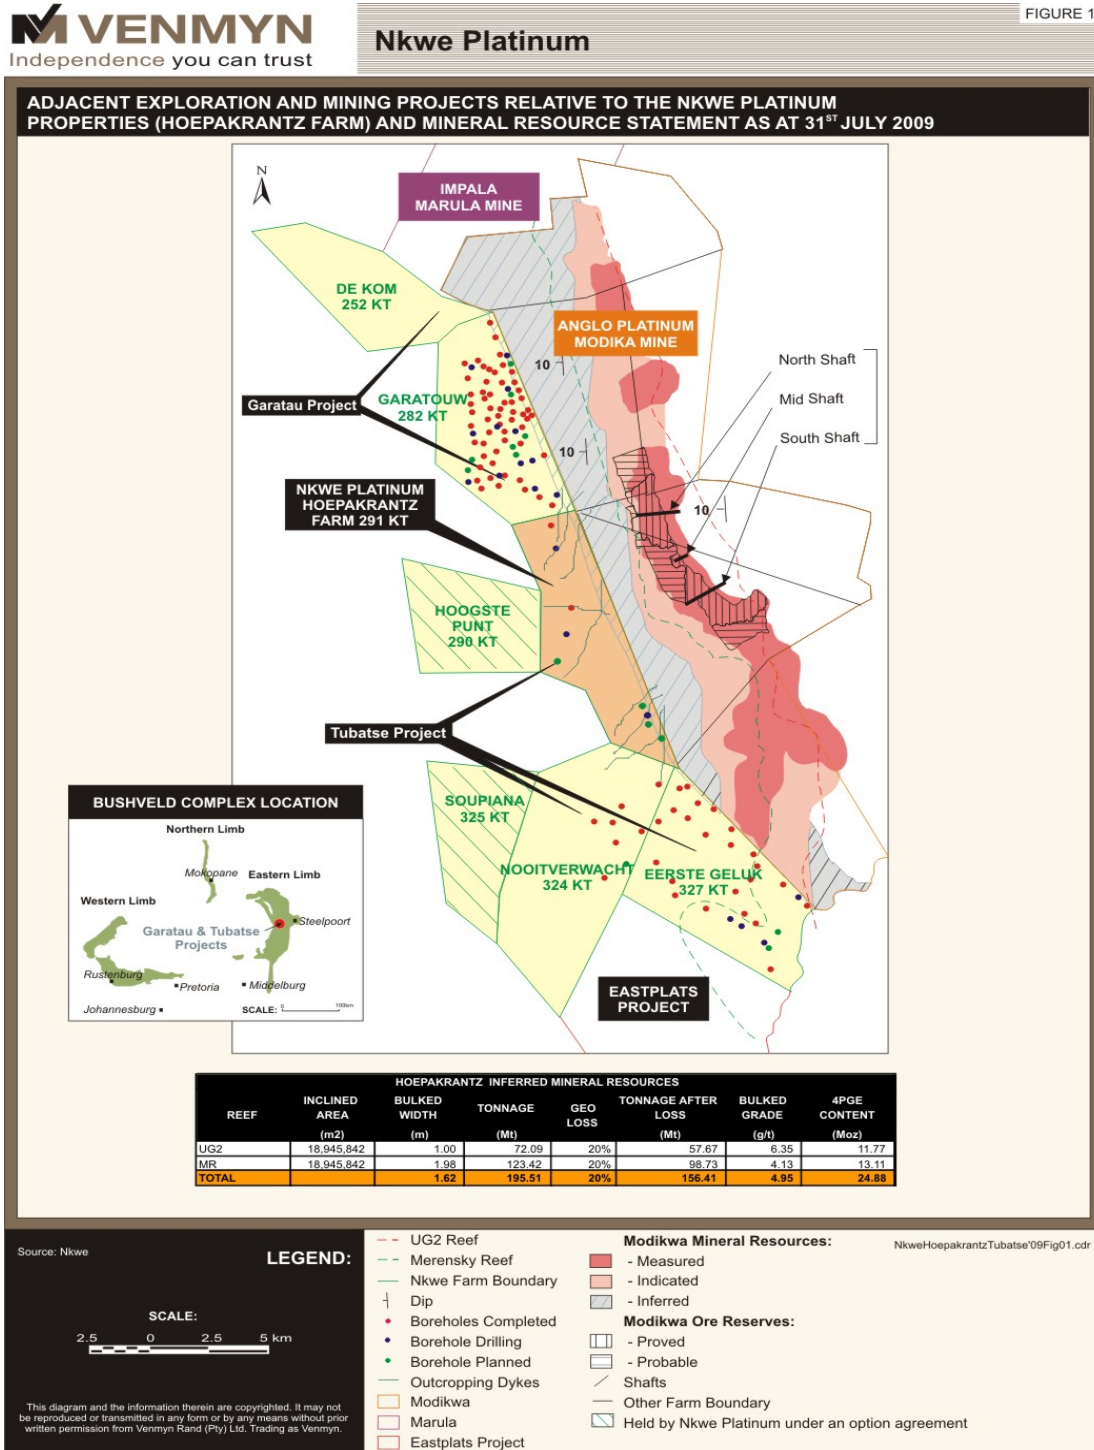 FIGURE 1
VENMYN
Independence you can trust
Nkwe Platinum
ADJACENT EXPLORATION AND MINING PROJECTS RELATIVE TO THE NKWE PLATINUM
PROPERTIES (HOEPAKRANTZ FARM) AND MINERAL RESOURCE STATEMENT AS AT 31ST JULY 2009
N
IMPALA
MARULA MINE
DE KOM
252 KT
ANGLO PLATINUM
MODIKA MINE
North Shaft
Mid Shaft
South Shaft
10
10
10
Garatau Project
GARATOUW
282 KT
NKWE PLATINUM
HOEPAKRANTZ
FARM 291 KT
HOOGSTE
PUNT
290 KT
Tubatse Project
SOUPIANA
325 KT
NOOITVERWACHT
324 KT
EERSTE GELUK
327 KT
EASTPLATS
PROJECT
BUSHVELD COMPLEX LOCATION
Northern Limb
Mokopane
Eastern Limb
Western Limb
Steelpoort
Garatau & Tubatse
Projects
Rustenburg
Pretoria
Middelburg
Johannesburg
SCALE:
0
100km
HOEPAKRANTZ INFERRED MINERAL RESOURCES
REEF INCLINED AREA (m2) BULKED WIDTH (m) TONNAGE (Mt) GEO LOSS TONNAGE AFTER LOSS (Mt) BULKED GRADE (g/t) 4PGE CONTENT (Moz)
UG2 18,945,842 1.00 72.09 20% 57.67 6.35 11.77
MR 18,945,842 1.98 123.42 20% 98.73 4.13 13.11
TOTAL 1.62 195.51 20% 156.41 4.95 24.88
Source: Nkwe
LEGEND:
SCALE:
2.5 0 2.5 5 km
This diagram and the information therein are copyrighted. It may not
be reproduced or transmitted in any form or by any means without prior
written permission from Venmyn Rand (Pty) Ltd. Trading as Venmyn.
UG2 Reef
Merensky Reef
Nkwe Farm Boundary
Dip
Boreholes Completed
Borehole Drilling
Borehole Planned
Outcropping Dykes
Modikwa
Marula
Eastplats Project
Modikwa Mineral Resources:
- Measured
- Indicated
- Inferred
Modikwa Ore Reserves:
- Proved
- Probable
Shafts
Other Farm Boundary
Held by Nkwe Platinum under an option agreement
NkweHoepakrantzTubatse'09Fig01.cdr